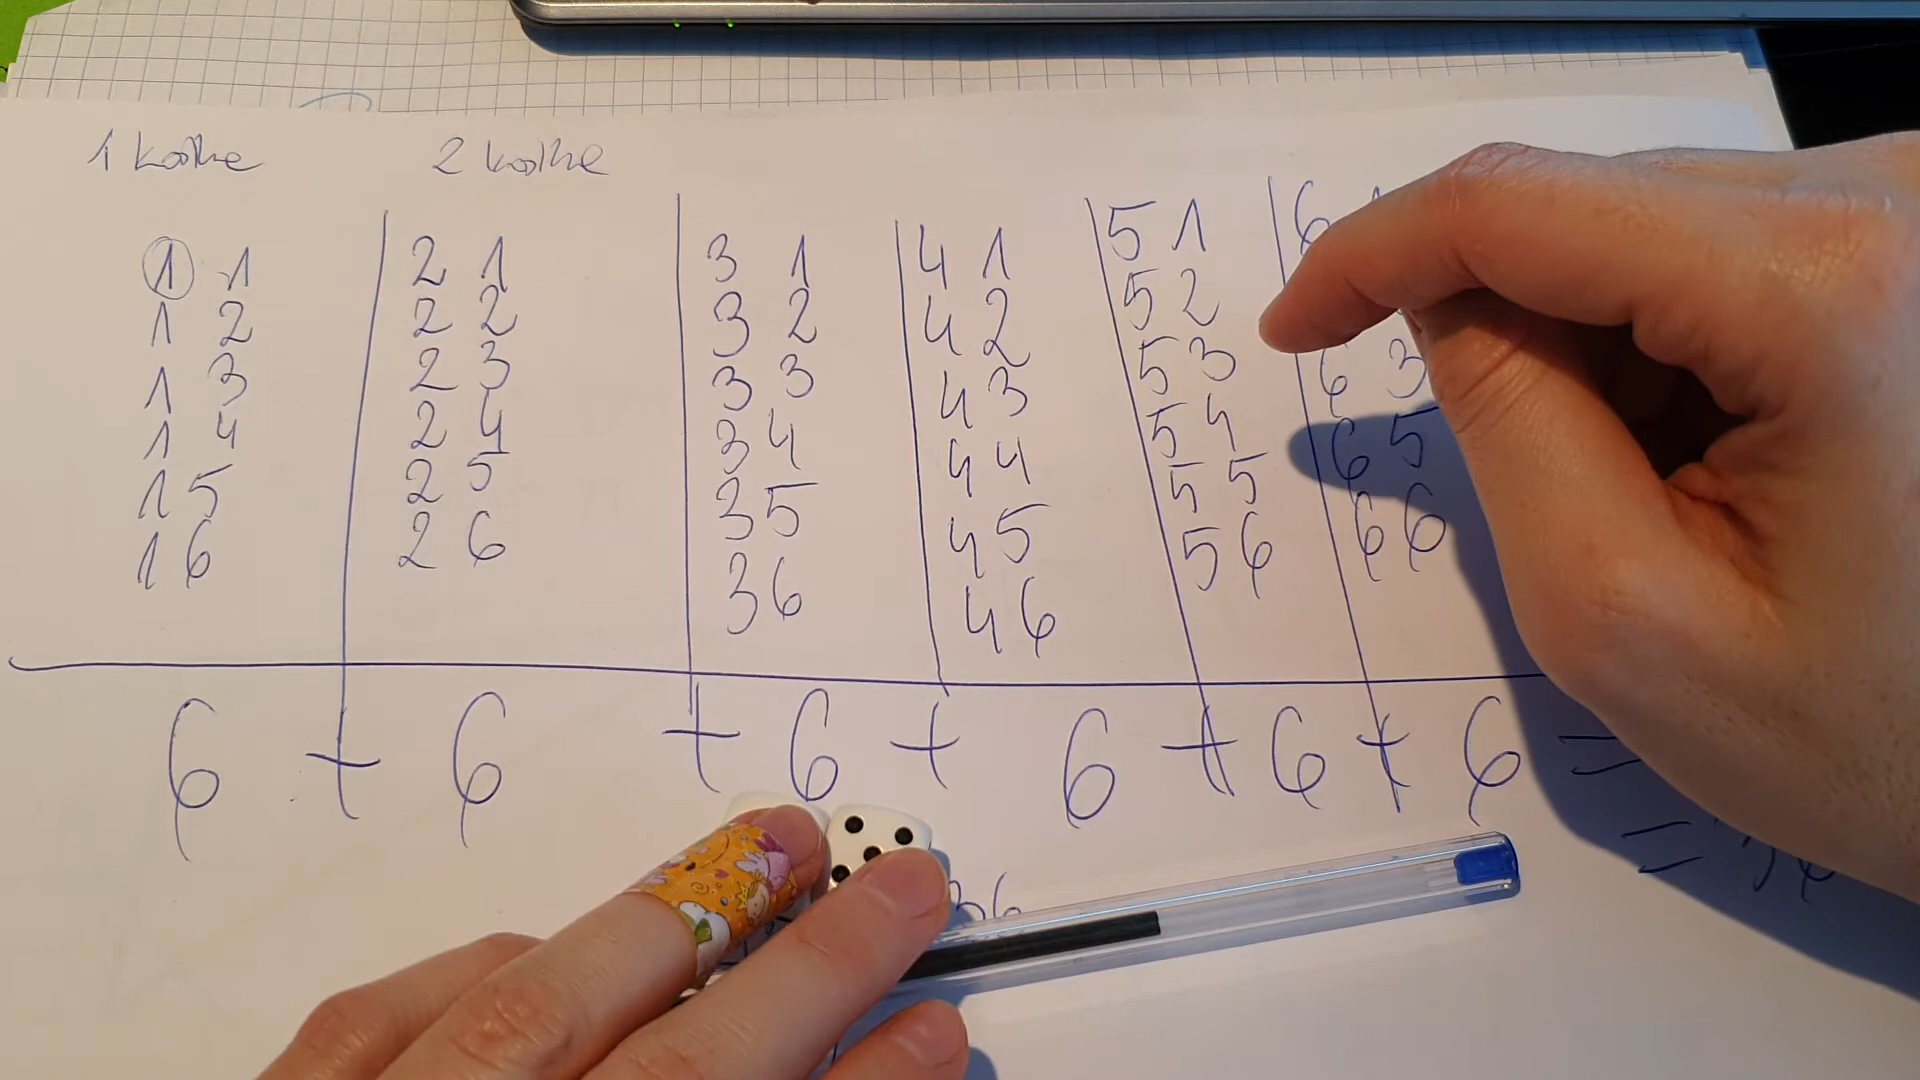 1 kostka 2 kostka
1 1 2 1 3 1 4 1 5 1 6
1 2 2 2 3 2 4 2 5 2
1 3 2 3 3 3 4 3 5 3 6 3
1 4 2 4 3 4 4 4 5 4 6 5
1 5 2 5 3 5 4 5 5 5 6 6
1 6 2 6 3 6 4 6 5 6
6 + 6 + 6 + 6 + 6 + 6 =
=
36